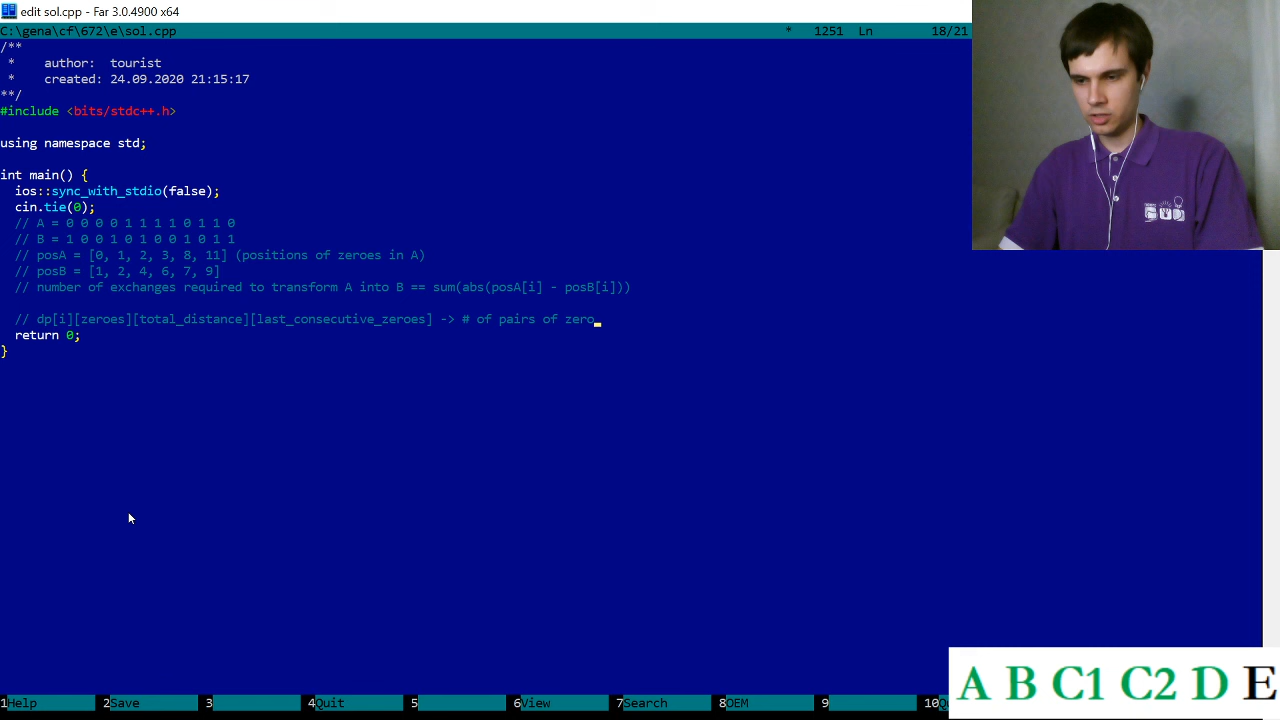 edit sol.cpp - Far 3.0.4900 x64
C:\gena\cf\672\e\sol.cpp * 1251 Ln 18/21
/**
 *    author:  tourist
 *    created: 24.09.2020 21:15:17
**/
#include <bits/stdc++.h>
using namespace std;
int main() {
  ios::sync_with_stdio(false);
  cin.tie(0);
  // A = 0 0 0 0 1 1 1 1 0 1 1 0
  // B = 1 0 0 1 0 1 0 0 1 0 1 1
  // posA = [0, 1, 2, 3, 8, 11] (positions of zeroes in A)
  // posB = [1, 2, 4, 6, 7, 9]
  // number of exchanges required to transform A into B == sum(abs(posA[i] - posB[i]))
  // dp[i][zeroes][total_distance][last_consecutive_zeroes] -> # of pairs of zero
  return 0;
}
A B C1 C2 D E
1Help 2Save 3 4Quit 5 6View 7Search 8OEM 9 10